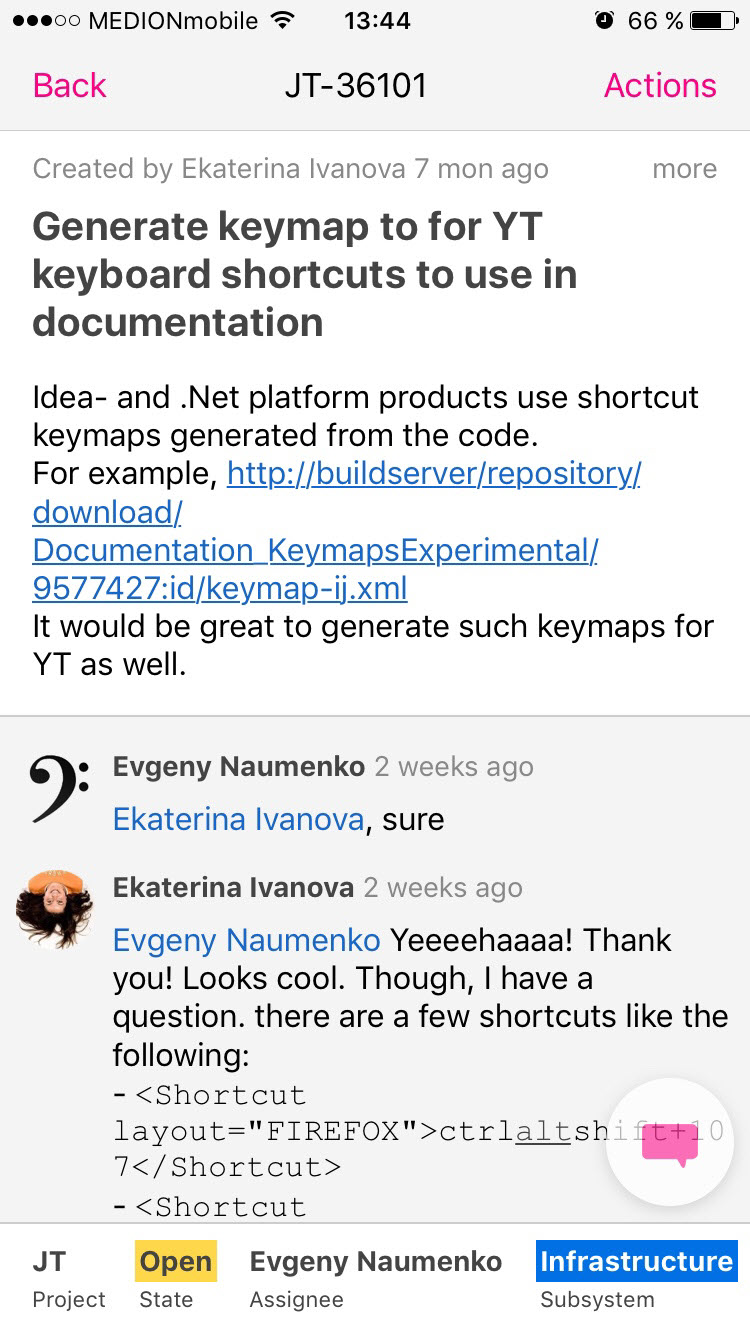 MEDIONmobile 13:44 66 %
Back JT-36101 Actions
Created by Ekaterina Ivanova 7 mon ago more
Generate keymap to for YT
keyboard shortcuts to use in
documentation
Idea- and .Net platform products use shortcut
keymaps generated from the code.
For example, http://buildserver/repository/
download/
Documentation_KeymapsExperimental/
9577427:id/keymap-ij.xml
It would be great to generate such keymaps for
YT as well.
Evgeny Naumenko 2 weeks ago
Ekaterina Ivanova, sure
Ekaterina Ivanova 2 weeks ago
Evgeny Naumenko Yeeeehaaaa! Thank
you! Looks cool. Though, I have a
question. there are a few shortcuts like the
following:
- <Shortcut
layout="FIREFOX">ctrlaltshift+10
7</Shortcut>
- <Shortcut
JT Open Evgeny Naumenko Infrastructure
Project State Assignee Subsystem